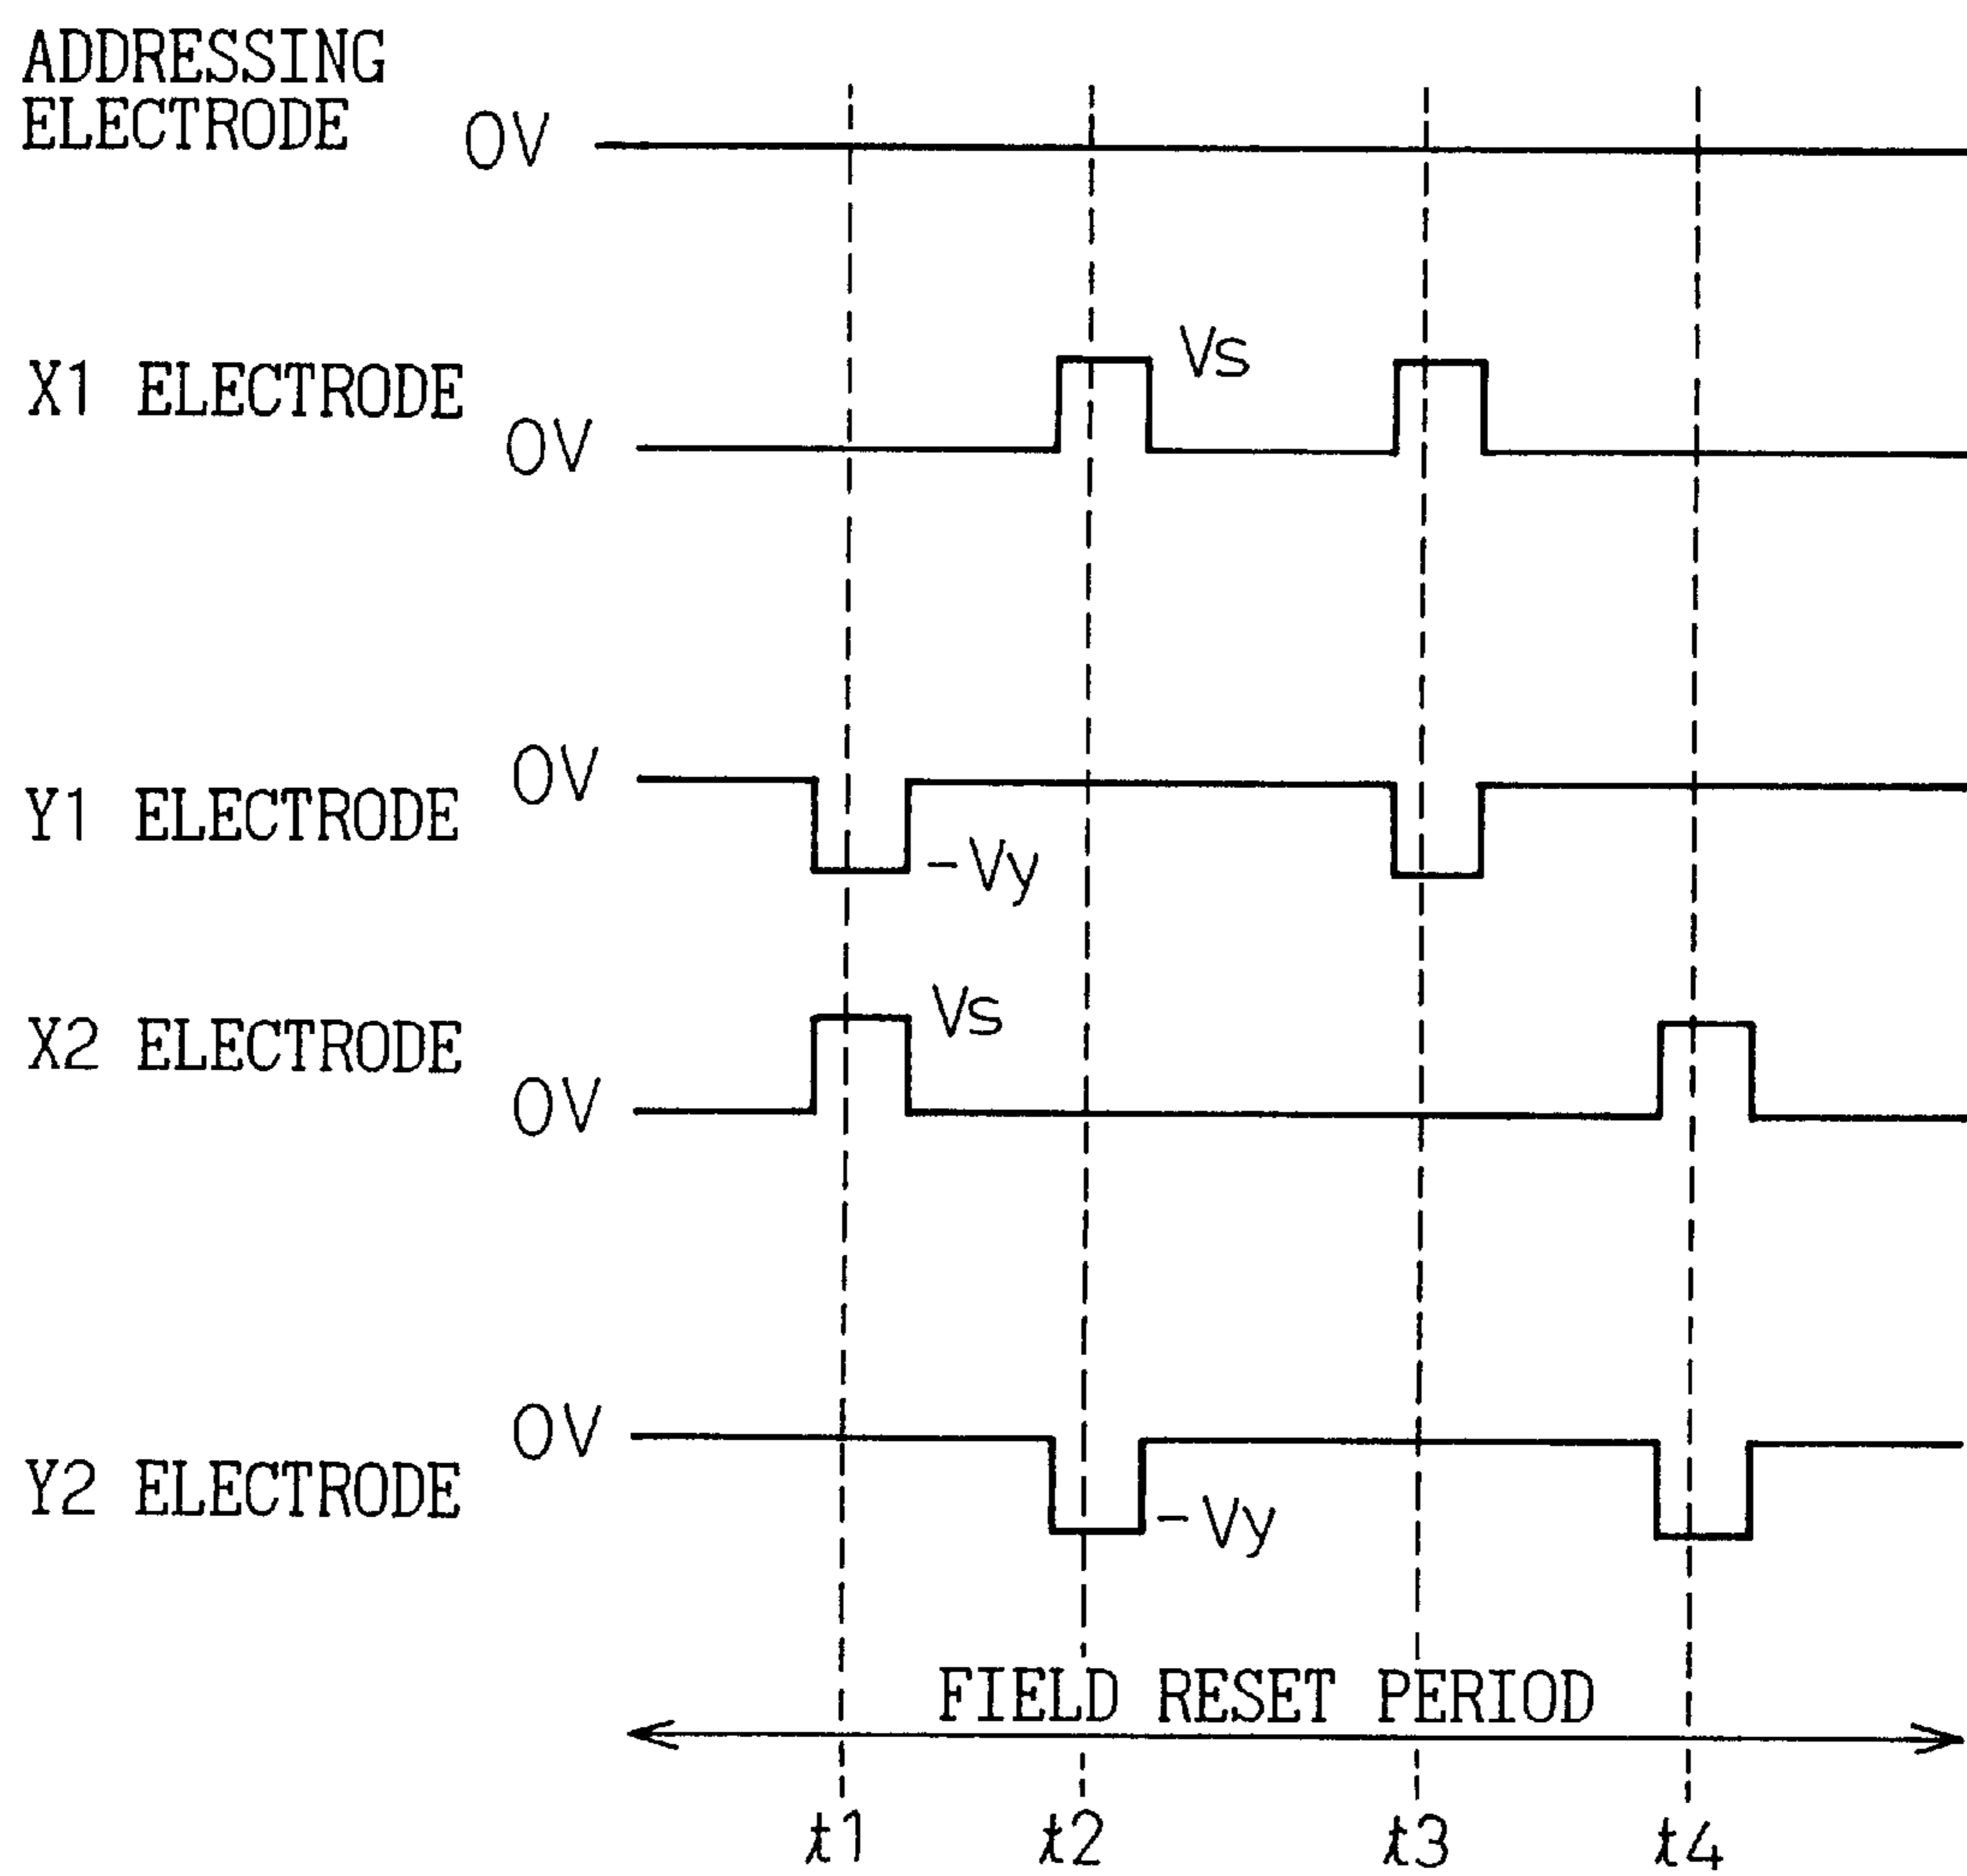 ADDRESSING
ELECTRODE
0V
X1 ELECTRODE
Vs
0V
Y1 ELECTRODE
0V
-Vy
X2 ELECTRODE
Vs
0V
Y2 ELECTRODE
0V
-Vy
FIELD RESET PERIOD
t1 t2 t3 t4